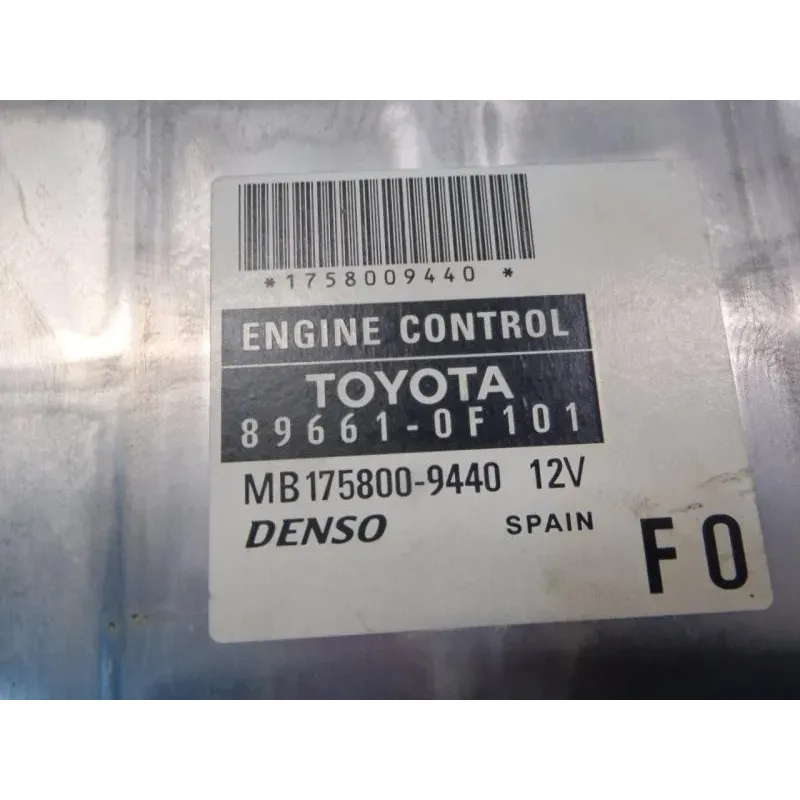 *1758009440*
ENGINE CONTROL
TOYOTA
89661-0F101
MB175800-9440 12V
DENSO SPAIN
F0